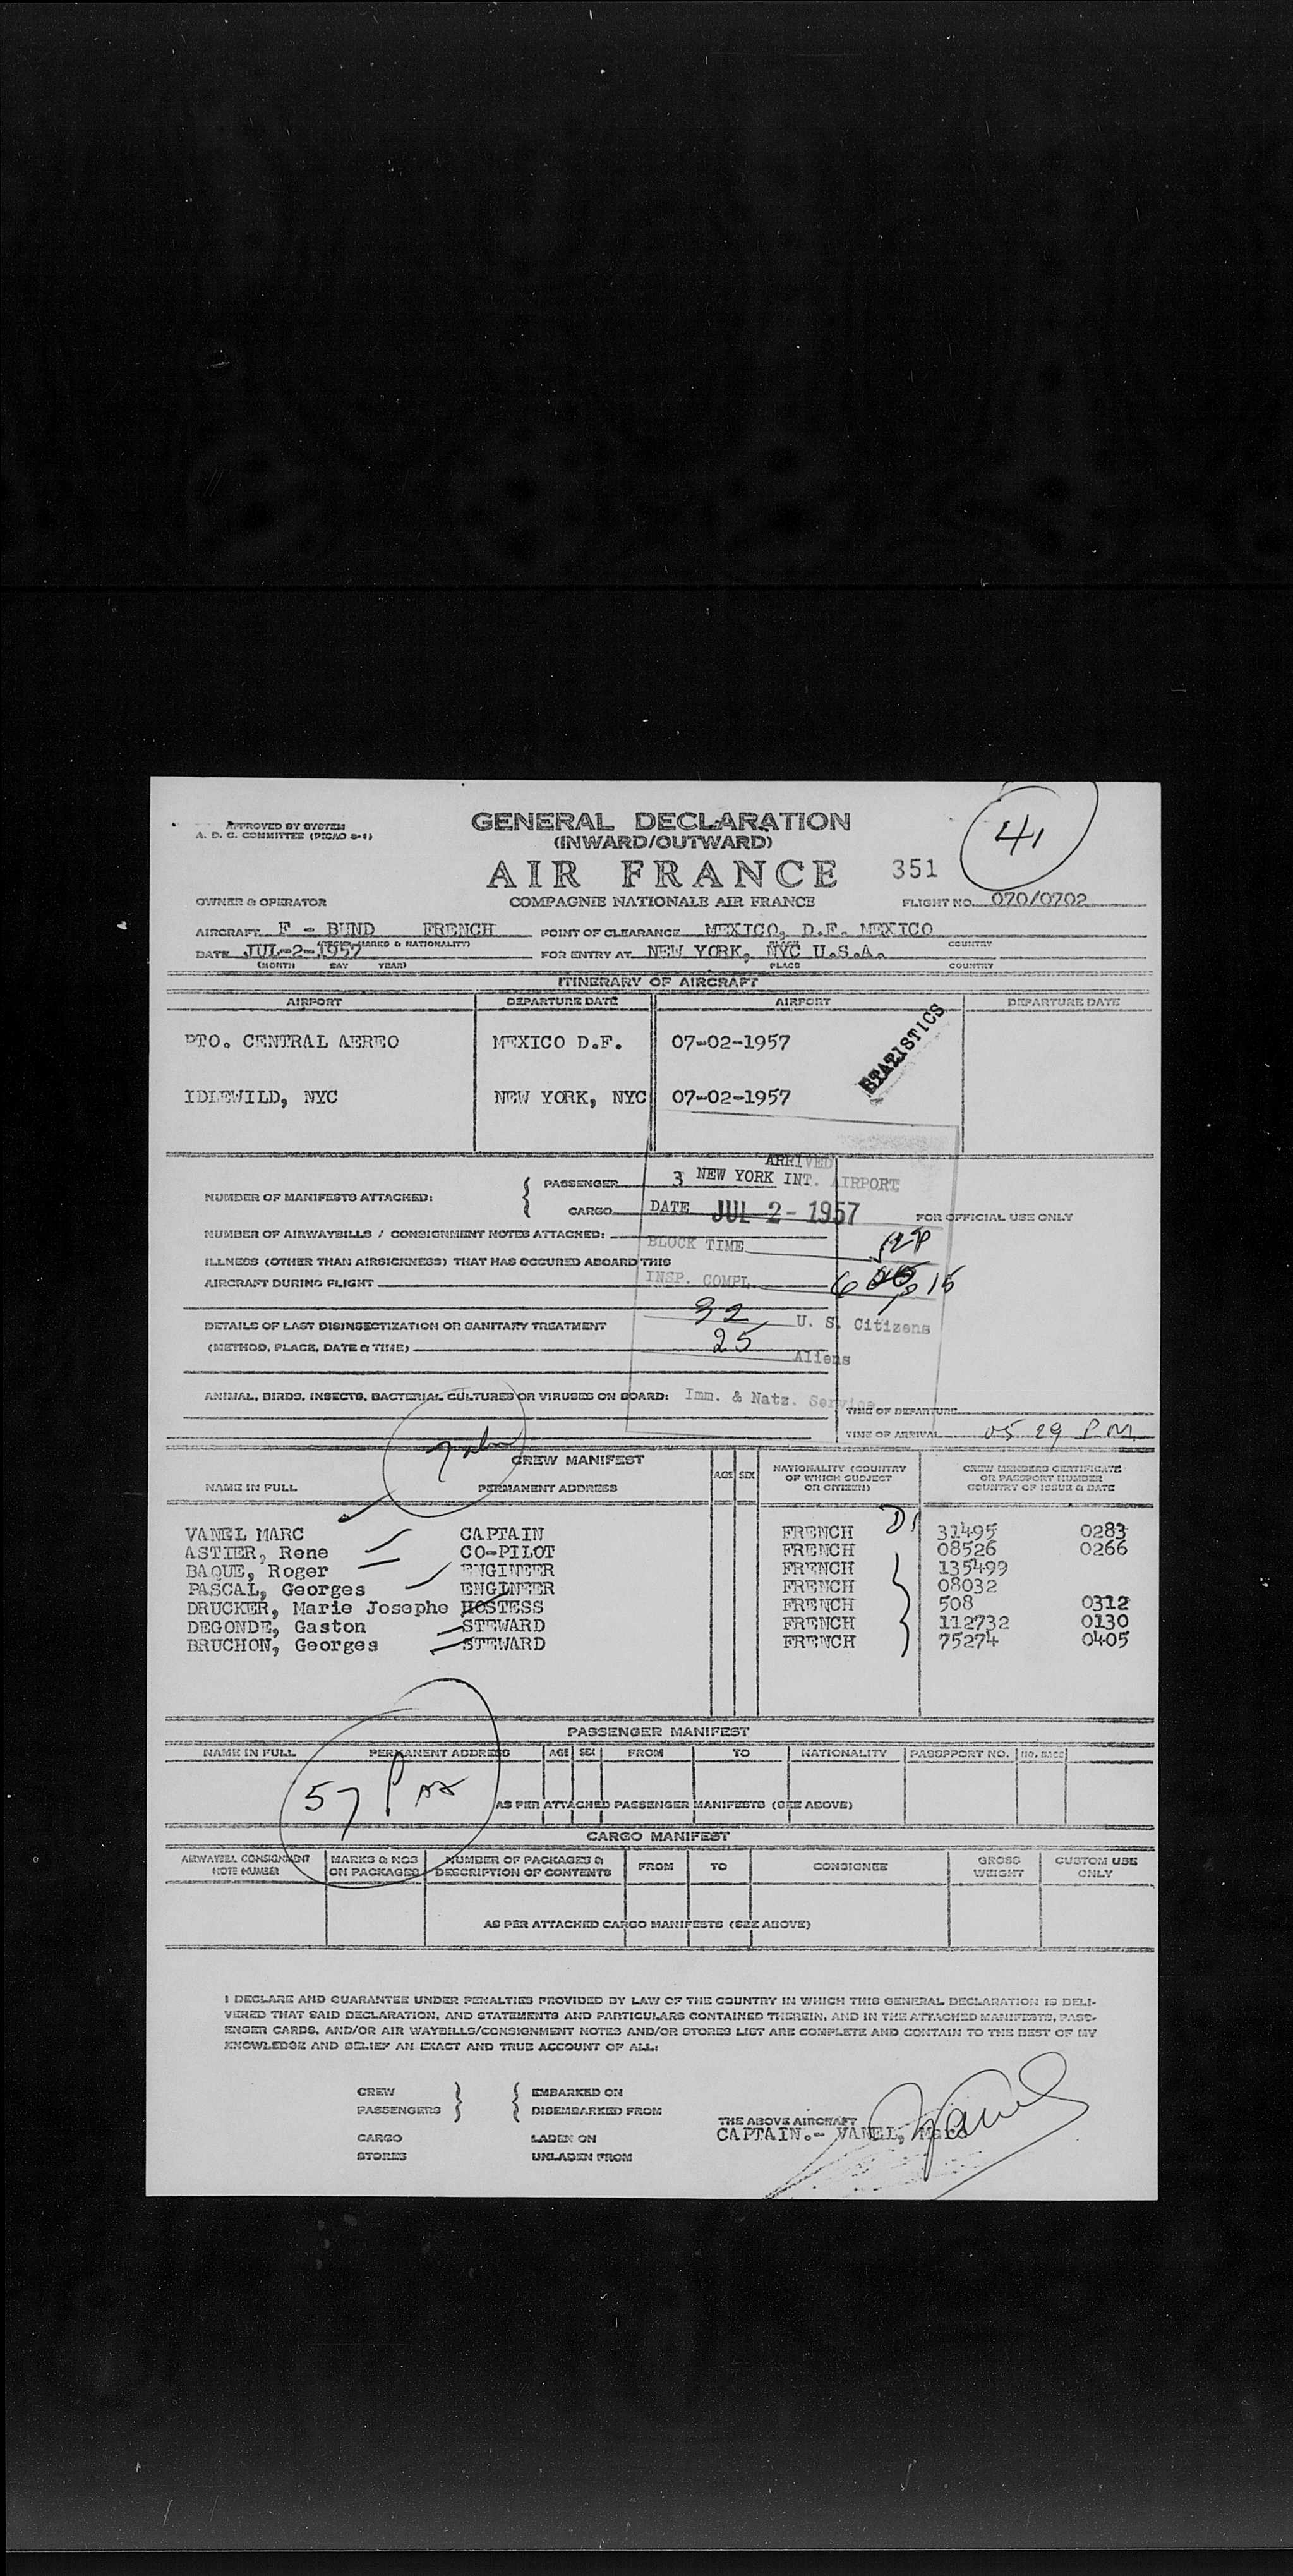 APPROVED BY SYSTEM
A. D. C. COMMITTEE (PICAO S-1)
GENERAL DECLARATION
(INWARD/OUTWARD)
AIR FRANCE
351
41
OWNER & OPERATOR
COMPAGNIE NATIONALE AIR FRANCE
FLIGHT NO. 070/0702
AIRCRAFT F - BUND FRENCH POINT OF CLEARANCE MEXICO, D.F. MEXICO
MARKS & NATIONALITY)
COUNTRY
DATE JUL-2-1957 FOR ENTRY AT NEW YORK, NYC U.S.A.
(MONTH DAY YEAR) PLACE COUNTRY
ITINERARY OF AIRCRAFT
AIRPORT DEPARTURE DATE AIRPORT DEPARTURE DATE
PTO. CENTRAL AEREO MEXICO D.F. 07-02-1957
STATISTICS
IDLEWILD, NYC NEW YORK, NYC 07-02-1957
ARRIVED
NUMBER OF MANIFESTS ATTACHED:
PASSENGER 3 NEW YORK INT. AIRPORT
CARGO DATE JUL 2 - 1957
FOR OFFICIAL USE ONLY
NUMBER OF AIRWAYBILLS / CONSIGNMENT NOTES ATTACHED:
BLOCK TIME
ILLNESS (OTHER THAN AIRSICKNESS) THAT HAS OCCURED ABOARD THIS
AIRCRAFT DURING FLIGHT
INSP. COMPL.
32 U. S. Citizens
DETAILS OF LAST DISINSECTIZATION OR SANITARY TREATMENT
(METHOD, PLACE, DATE & TIME)
25 Aliens
ANIMAL, BIRDS, INSECTS, BACTERIAL CULTURES OR VIRUSES ON BOARD:
Imm. & Natz. Service
TIME OF DEPARTURE
TIME OF ARRIVAL 05 29 P.M.
CREW MANIFEST
NAME IN FULL PERMANENT ADDRESS AGE SEX NATIONALITY (COUNTRY OF WHICH SUBJECT OR CITIZEN) CREW MEMBERS CERTIFICATE OR PASSPORT NUMBER COUNTRY OF ISSUE & DATE
VANEL MARC CAPTAIN FRENCH 31495 0283
ASTIER, Rene CO-PILOT FRENCH 08526 0266
BAQUE, Roger ENGINEER FRENCH 135499
PASCAL, Georges ENGINEER FRENCH 08032
DRUCKER, Marie Josephe HOSTESS FRENCH 508 0312
DEGONDE, Gaston STEWARD FRENCH 112732 0130
BRUCHON, Georges STEWARD FRENCH 75274 0405
PASSENGER MANIFEST
NAME IN FULL PERMANENT ADDRESS AGE SEX FROM TO NATIONALITY PASSPPORT NO. NO. BAGS
57 Pax
AS PER ATTACHED PASSENGER MANIFESTS (SEE ABOVE)
CARGO MANIFEST
AIRWAYBILL CONSIGNMENT NOTE NUMBER MARKS & NOS ON PACKAGES NUMBER OF PACKAGES & DESCRIPTION OF CONTENTS FROM TO CONSIGNEE GROSS WEIGHT CUSTOM USE ONLY
AS PER ATTACHED CARGO MANIFESTS (SEE ABOVE)
I DECLARE AND GUARANTEE UNDER PENALTIES PROVIDED BY LAW OF THE COUNTRY IN WHICH THIS GENERAL DECLARATION IS DELI-
VERED THAT SAID DECLARATION, AND STATEMENTS AND PARTICULARS CONTAINED THEREIN, AND IN THE ATTACHED MANIFESTS, PASS-
ENGER CARDS, AND/OR AIR WAYBILLS/CONSIGNMENT NOTES AND/OR STORES LIST ARE COMPLETE AND CONTAIN TO THE BEST OF MY
KNOWLEDGE AND BELIEF AN EXACT AND TRUE ACCOUNT OF ALL:
CREW EMBARKED ON
PASSENGERS DISEMBARKED FROM
THE ABOVE AIRCRAFT
CARGO LADEN ON
CAPTAIN.- VANEL, Marc
STORES UNLADEN FROM